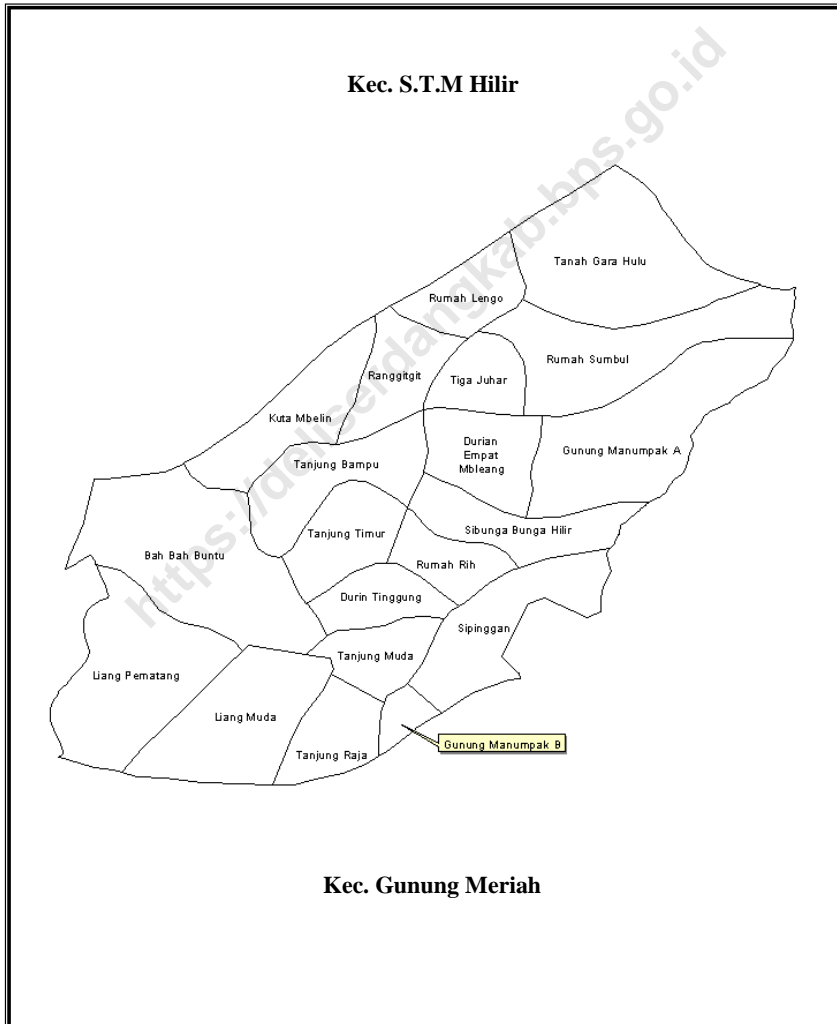 Kec. S.T.M Hilir
https://deliserdangkab.bps.go.id
Tanah Gara Hulu
Rumah Lengo
Rumah Sumbul
Ranggitgit
Tiga Juhar
Kuta Mbelin
Durian
Empat
Mbleang
Gunung Manumpak A
Tanjung Bampu
Tanjung Timur
Sibunga Bunga Hilir
Bah Bah Buntu
Rumah Rih
Durin Tinggung
Sipinggan
Tanjung Muda
Liang Pematang
Liang Muda
Tanjung Raja
Gunung Manumpak B
Kec. Gunung Meriah